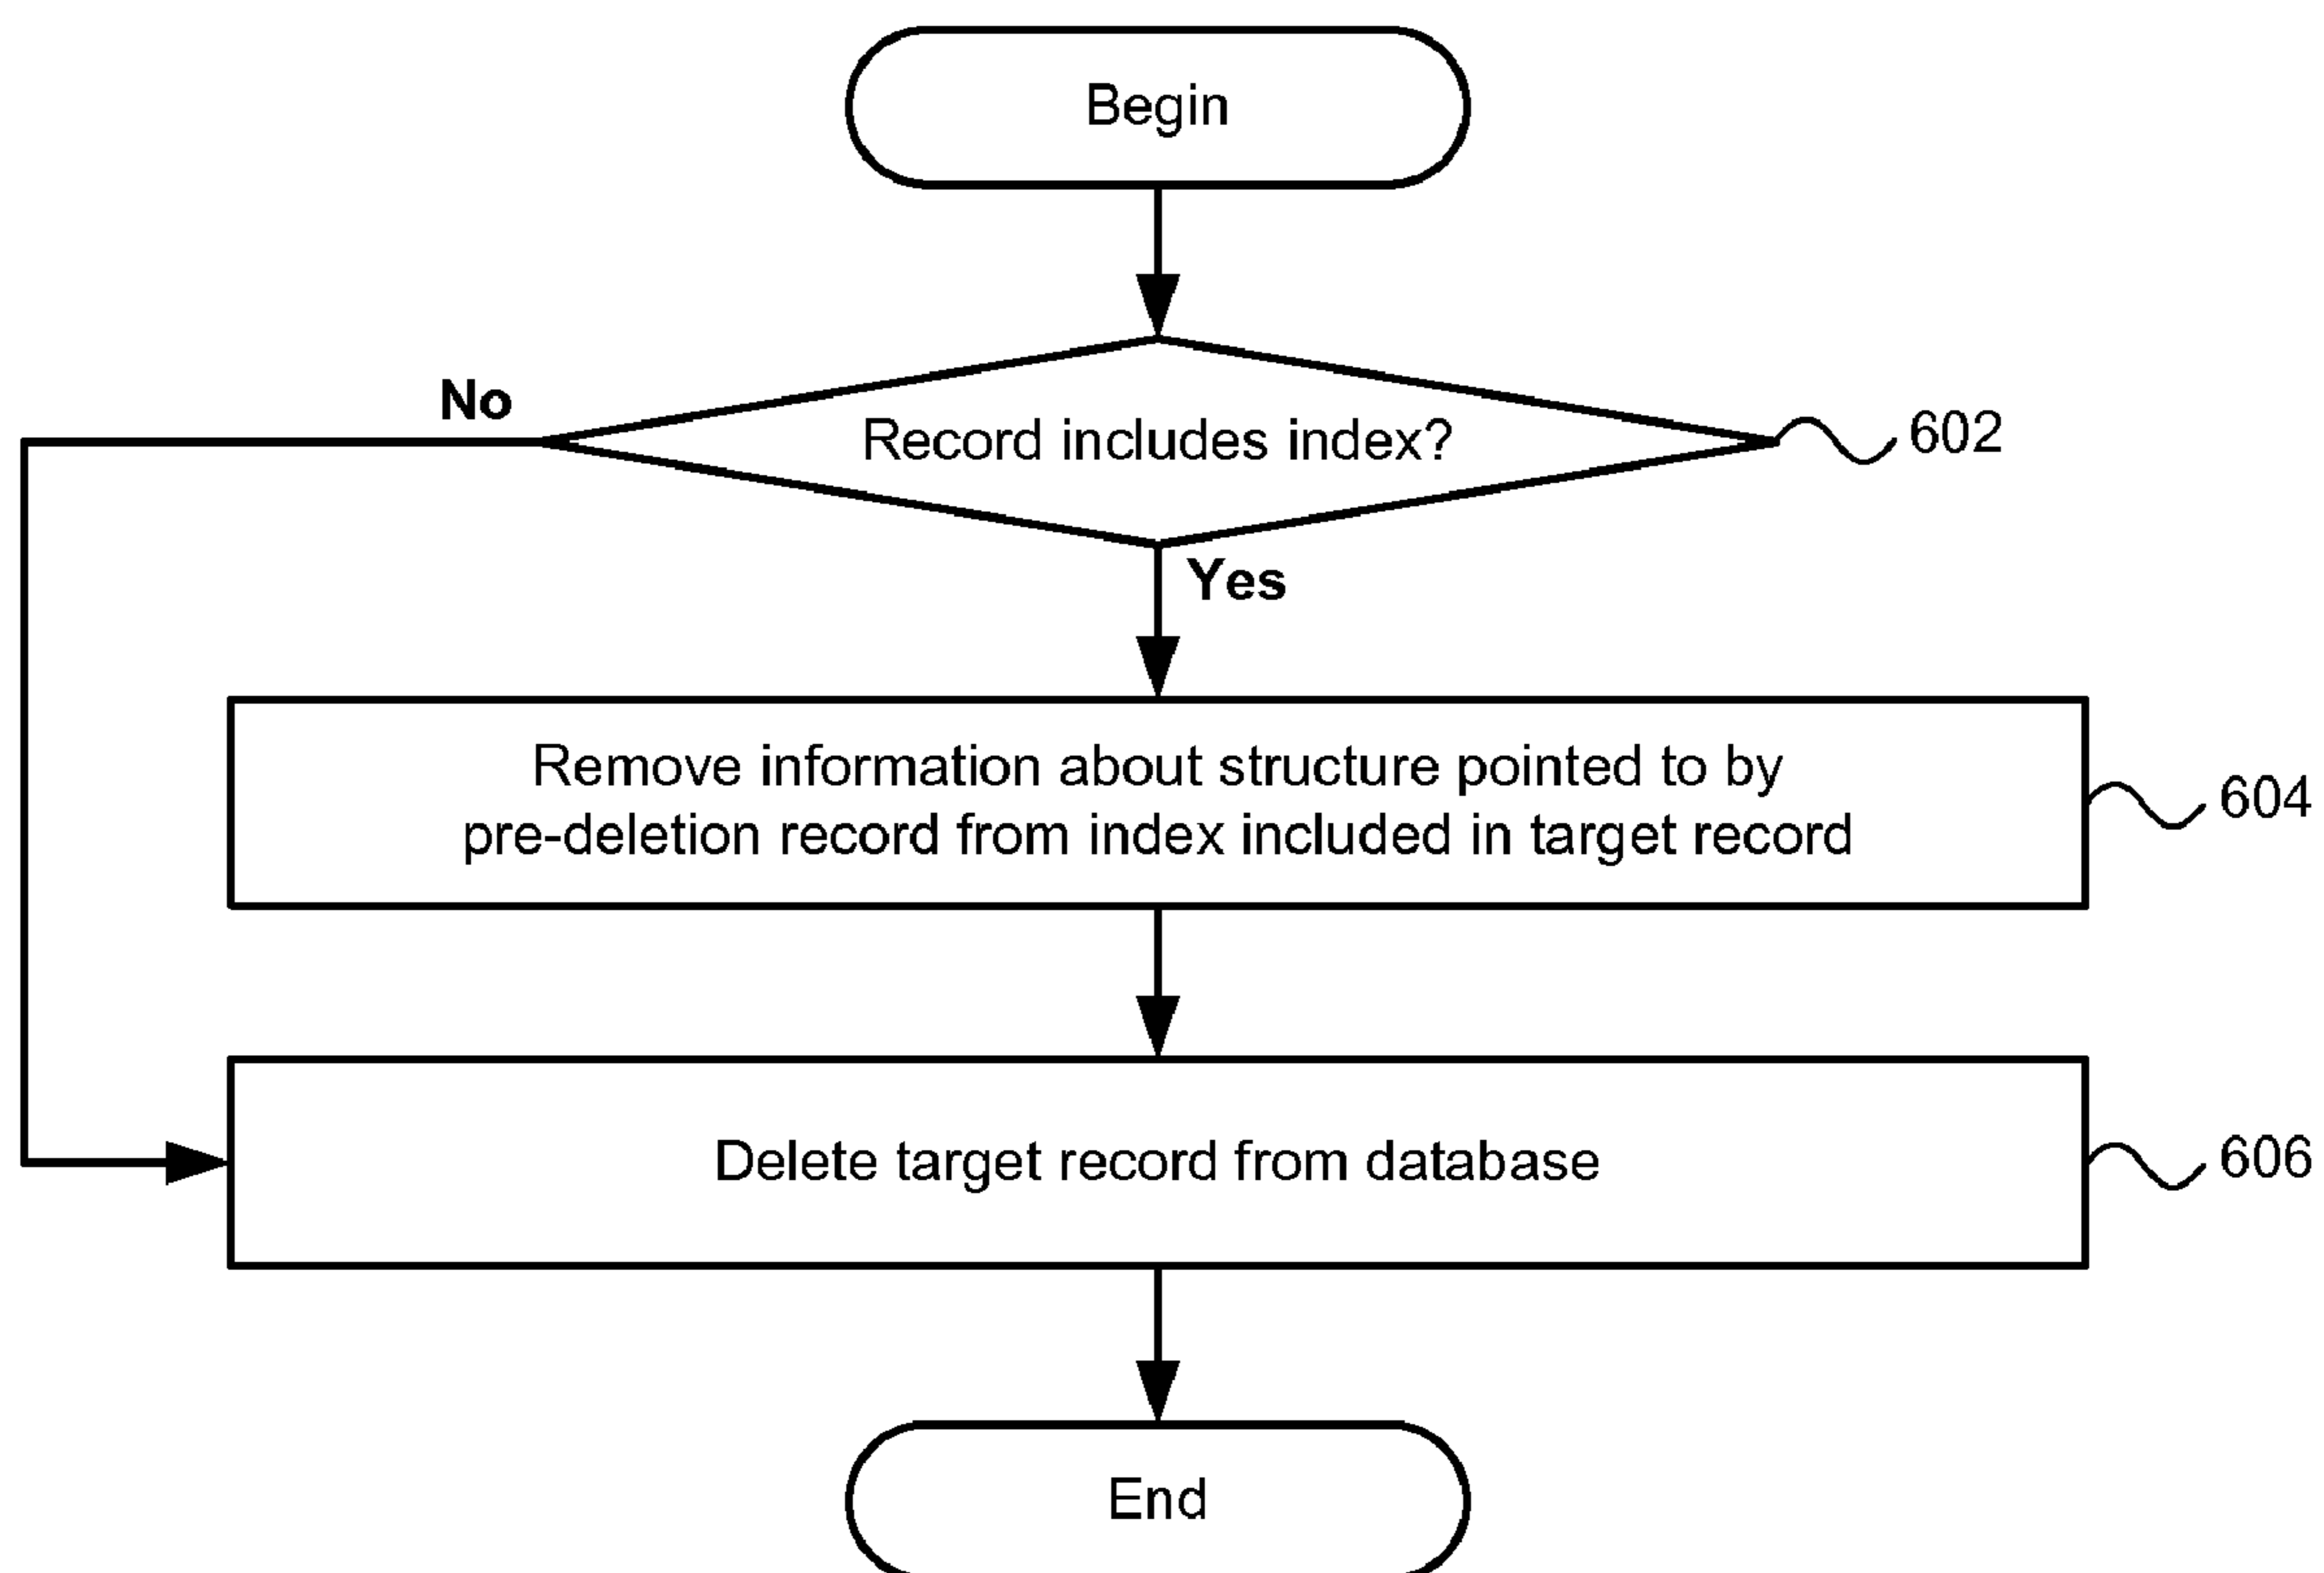 Begin
No
Record includes index?
602
Yes
Remove information about structure pointed to by
pre-deletion record from index included in target record
604
Delete target record from database
606
End